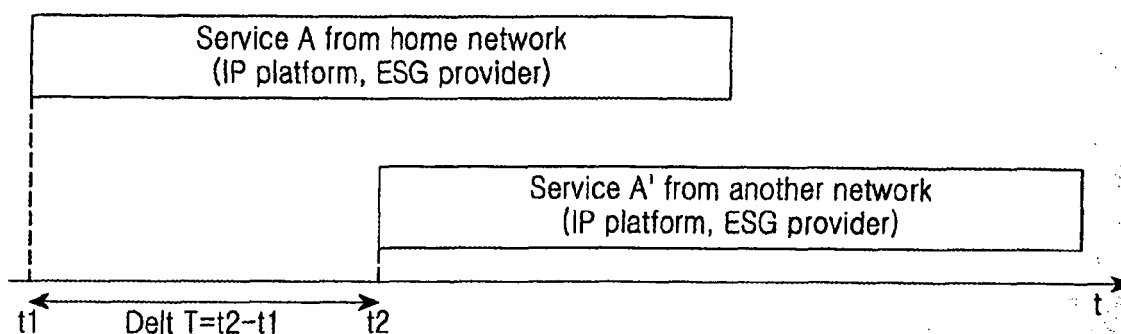 Service A from home network
(IP platform, ESG provider)
Service A' from another network
(IP platform, ESG provider)
t1
Delt T=t2-t1
t2
t